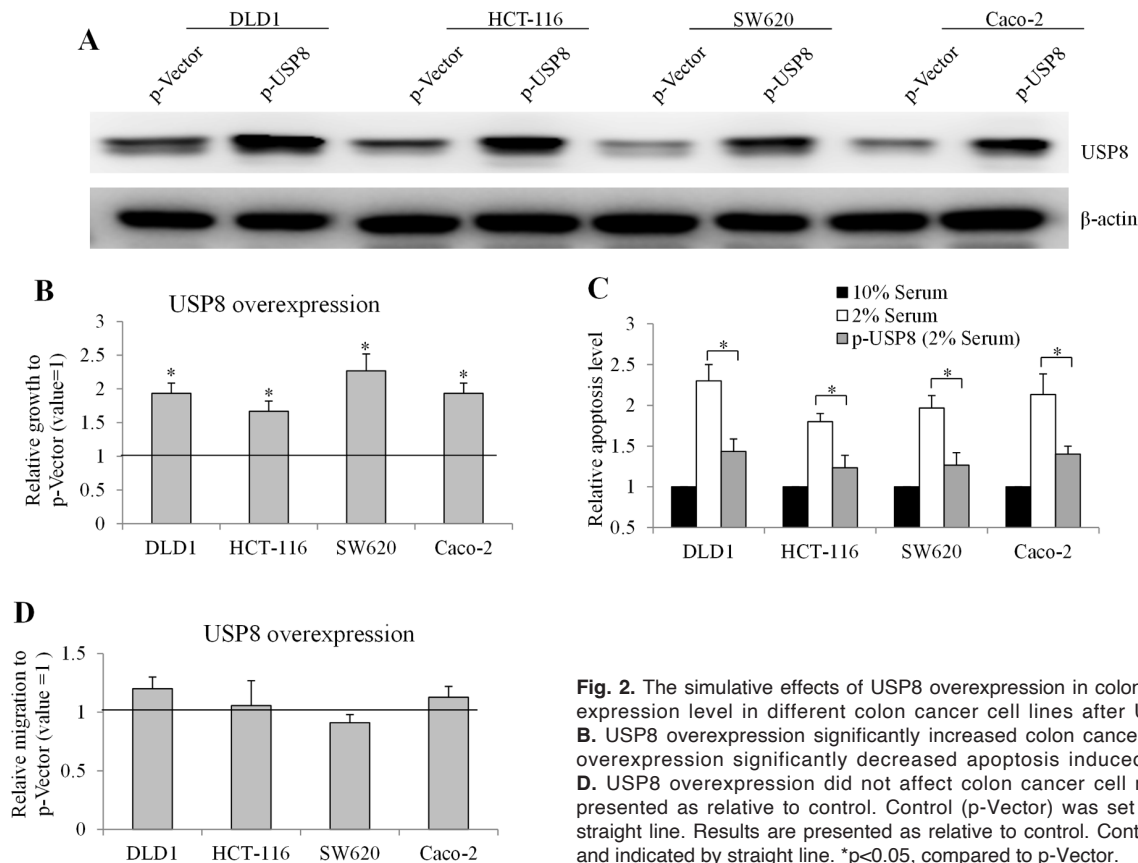 A
DLD1 HCT-116 SW620 Caco-2
p-Vector p-USP8 p-Vector p-USP8 p-Vector p-USP8 p-Vector p-USP8
USP8
β-actin
B
USP8 overexpression
Relative growth to
p-Vector (value=1)
3
2.5
2
1.5
1
0.5
0
* * * *
DLD1 HCT-116 SW620 Caco-2
C
10% Serum
2% Serum
p-USP8 (2% Serum)
Relative apoptosis level
3
2.5
2
1.5
1
0.5
* * * *
DLD1 HCT-116 SW620 Caco-2
D
USP8 overexpression
Relaive migration to
p-Vector (value =1)
1.5
1
0.5
0
DLD1 HCT-116 SW620 Caco-2
Fig. 2. The simulative effects of USP8 overexpression in colon
expression level in different colon cancer cell lines after
B. USP8 overexpression significantly increased colon
overexpression significantly decreased apoptosis induced
D. USP8 overexpression did not affect colon cancer cell
presented as relative to control. Control (p-Vector) was set
straight line. Results are presented as relative to control.
and indicated by straight line. *p<0.05, compared to p-Vector.